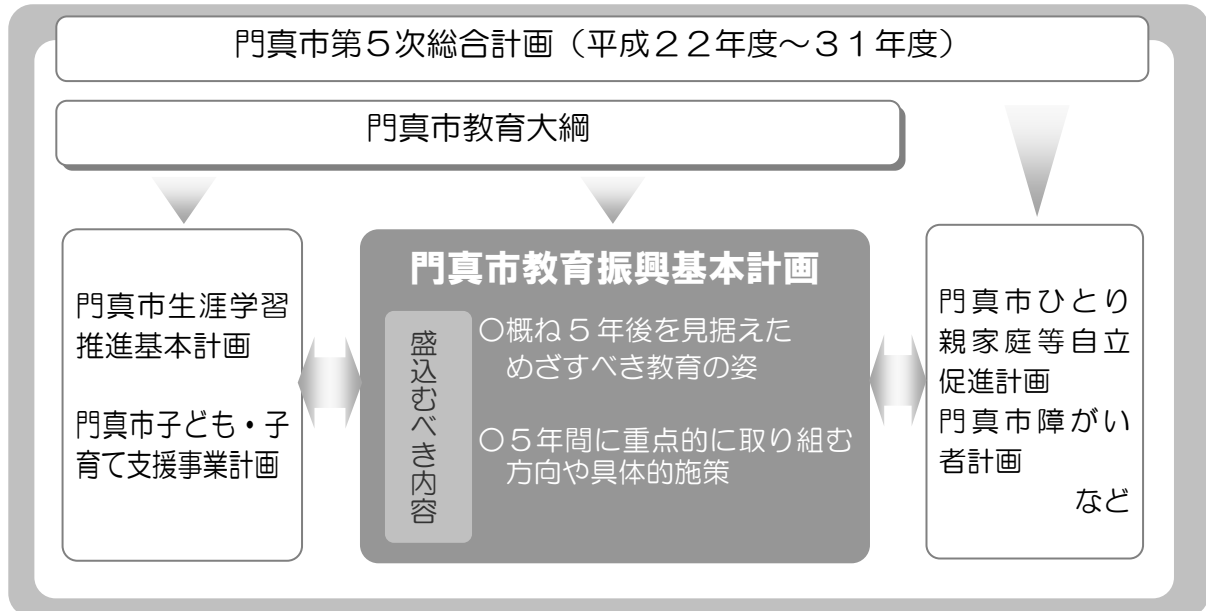 門真市第５次総合計画（平成２２年度～３１年度）
門真市教育大綱
門真市生涯学習
推進基本計画
門真市子ども・子
育て支援事業計画
門真市教育振興基本計画
盛込むべき内容
○概ね５年後を見据えた
めざすべき教育の姿
○５年間に重点的に取り組む
方向や具体的施策
門真市ひとり
親家庭等自立
促進計画
門真市障がい
者計画
など